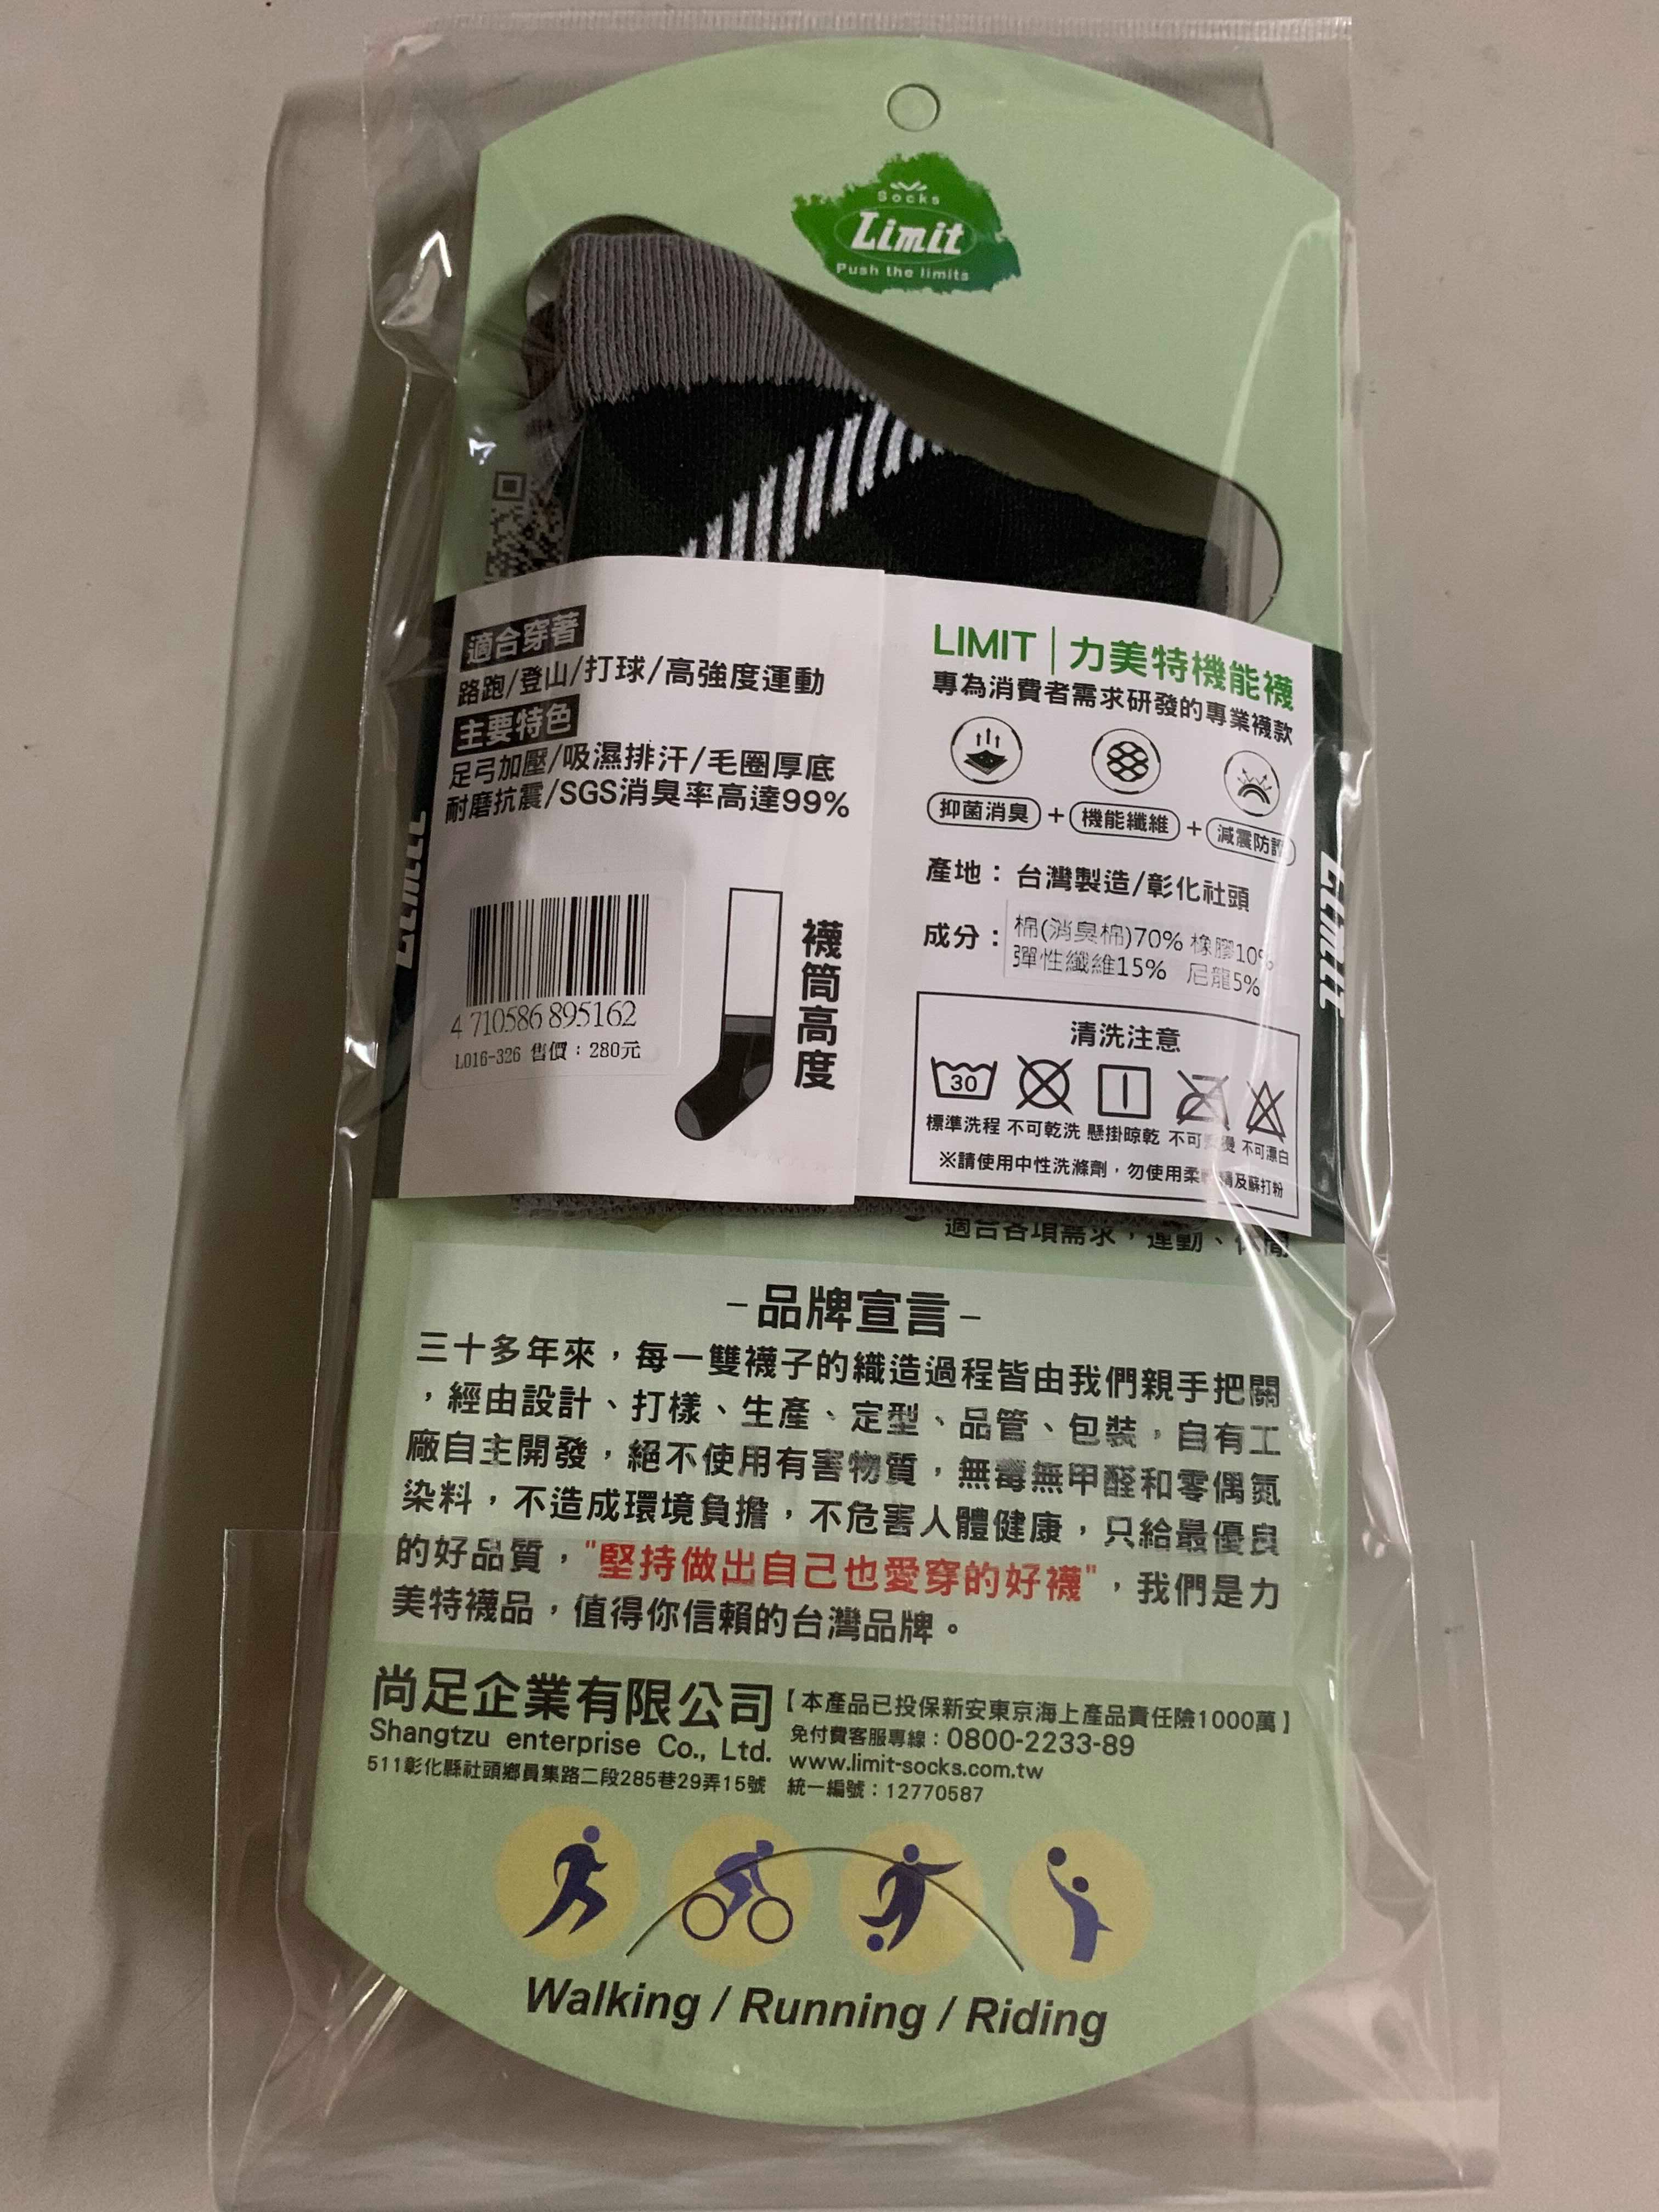 Socks
Limit
Push the limits
適合穿著
路跑/登山/打球/高強度運動
主要特色
足弓加壓/吸濕排汗/毛圈厚底
耐磨抗震/SGS消臭率高達99%
4 710586 895162
L016-326 售價：280元
襪筒高度
LIMIT｜力美特機能襪
專為消費者需求研發的專業襪款
抑菌消臭 + 機能纖維 + 減震防護
產地：台灣製造/彰化社頭
成分：棉(消臭棉)70% 橡膠10%
彈性纖維15% 尼龍5%
清洗注意
30
標準洗程 不可乾洗 懸掛晾乾 不可 不可漂白
※請使用中性洗滌劑，勿使用柔 精及蘇打粉
Limit
Limit
適合各項需求，運動、休閒
-品牌宣言-
三十多年來，每一雙襪子的織造過程皆由我們親手把關
，經由設計、打樣、生產、定型、品管、包裝，自有工
廠自主開發，絕不使用有害物質，無毒無甲醛和零偶氮
染料，不造成環境負擔，不危害人體健康，只給最優良
的好品質，"堅持做出自己也愛穿的好襪"，我們是力
美特襪品，值得你信賴的台灣品牌。
尚足企業有限公司
Shangtzu enterprise Co., Ltd.
511彰化縣社頭鄉員集路二段285巷29弄15號
【本產品已投保新安東京海上產品責任險1000萬】
免付費客服專線：0800-2233-89
www.limit-socks.com.tw
統一編號：12770587
Walking / Running / Riding